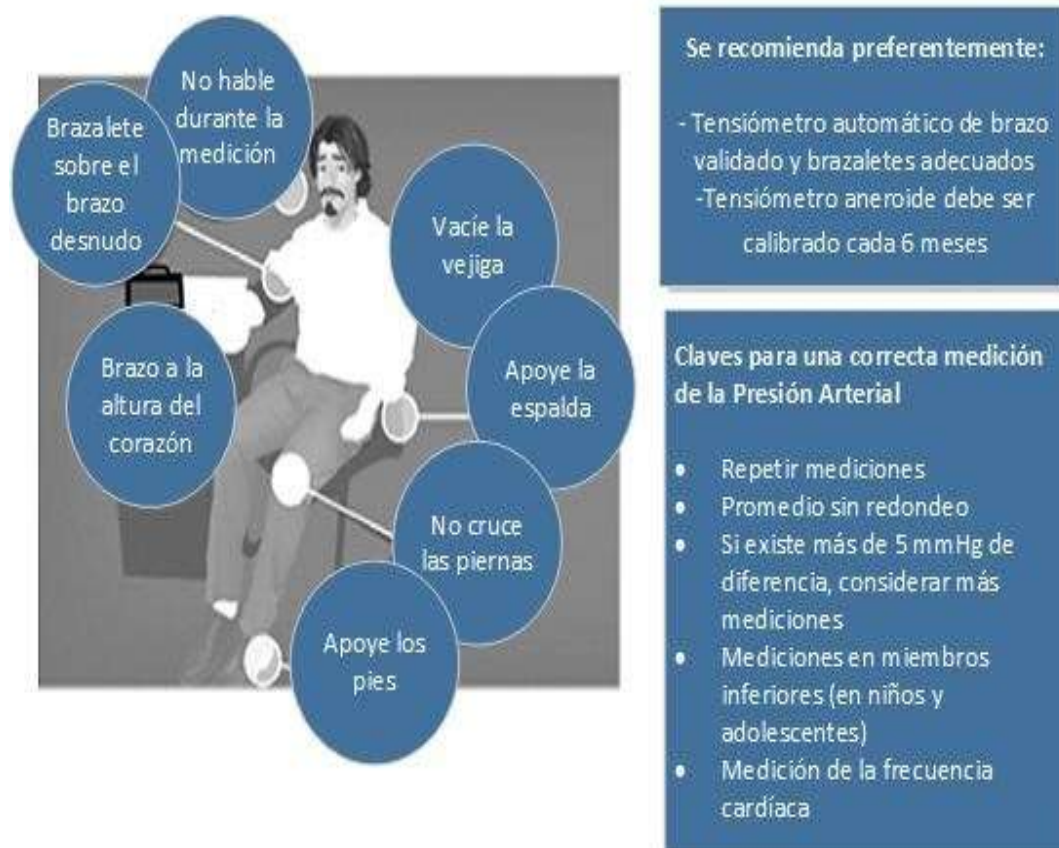 No hable
durante la
medición
Brazalete
sobre el
brazo
desnudo
Vacíe la
vejiga
Brazo a la
altura del
corazón
Apoye la
espalda
No cruce
las piernas
Apoye los
pies
Se recomienda preferentemente:
- Tensiómetro automático de brazo
validado y brazaletes adecuados
-Tensiómetro aneroide debe ser
calibrado cada 6 meses
Claves para una correcta medición
de la Presión Arterial
• Repetir mediciones
• Promedio sin redondeo
• Si existe más de 5 mmHg de
diferencia, considerar más
mediciones
• Mediciones en miembros
inferiores (en niños y
adolescentes)
• Medición de la frecuencia
cardíaca